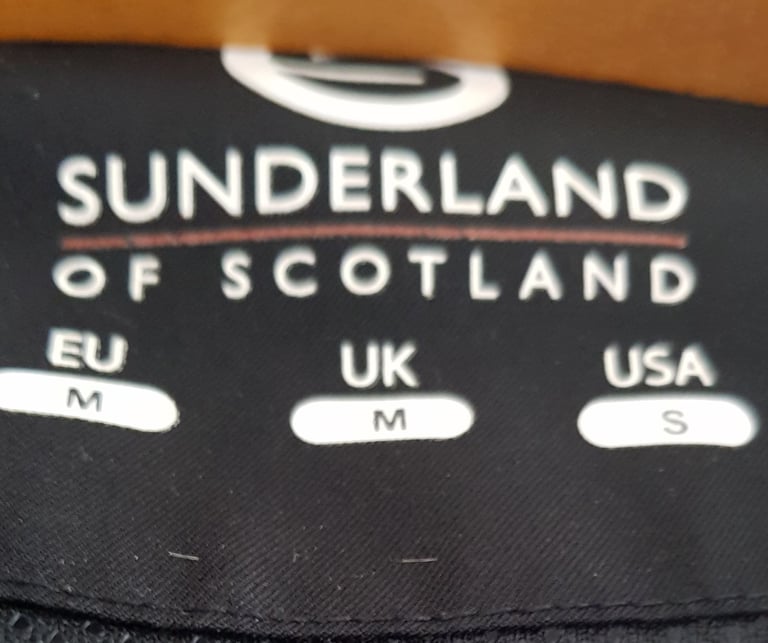 SUNDERLAND
OF SCOTLAND
EU UK USA
M M S